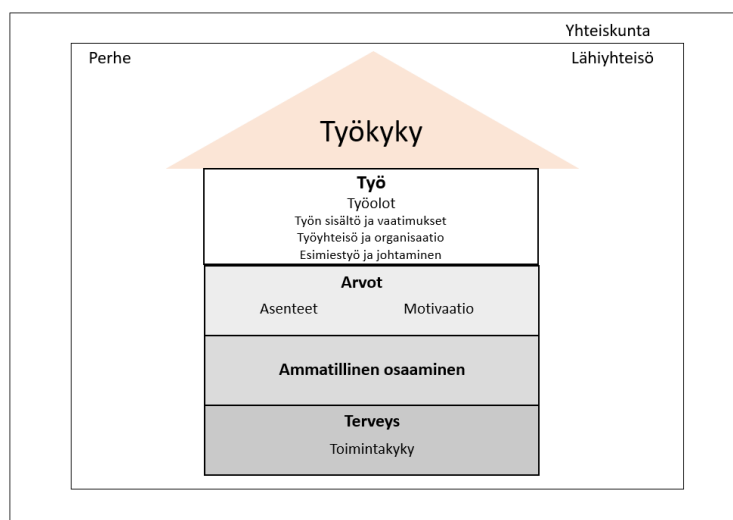 Yhteiskunta
Perhe Lähiyhteisö
Työkyky
Työ
Työolot
Työn sisältö ja vaatimukset
Työyhteisö ja organisaatio
Esimiestyö ja johtaminen
Arvot
Asenteet Motivaatio
Ammatillinen osaaminen
Terveys
Toimintakyky